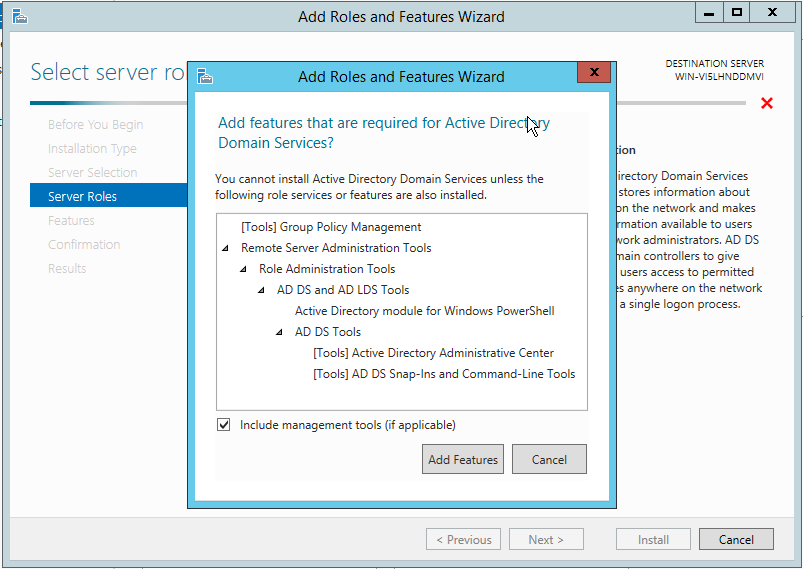 Add Roles and Features Wizard
Select server ro
DESTINATION SERVER
WIN-VI5LHNDDMVI
Before You Begin
Installation Type
Server Selection
Server Roles
Features
Confirmation
Results
Add Roles and Features Wizard
Add features that are required for Active Directory
Domain Services?
You cannot install Active Directory Domain Services unless the
following role services or features are also installed.
[Tools] Group Policy Management
Remote Server Administration Tools
Role Administration Tools
AD DS and AD LDS Tools
Active Directory module for Windows PowerShell
AD DS Tools
[Tools] Active Directory Administrative Center
[Tools] AD DS Snap-Ins and Command-Line Tools
Include management tools (if applicable)
Add Features
Cancel
ion
irectory Domain Services
stores information about
on the network and makes
rmation available to users
work administrators. AD DS
main controllers to give
users access to permitted
es anywhere on the network
a single logon process.
< Previous
Next >
Install
Cancel